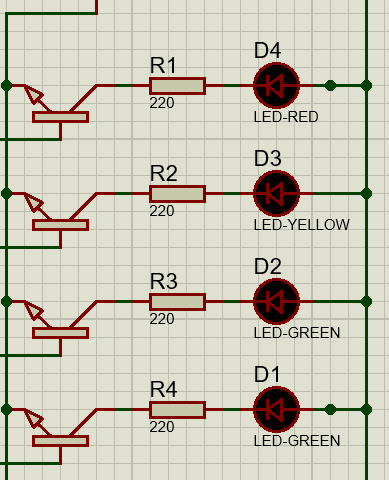 D4
R1
220
LED-RED
D3
R2
220
LED-YELLOW
D2
R3
220
LED-GREEN
D1
R4
220
LED-GREEN